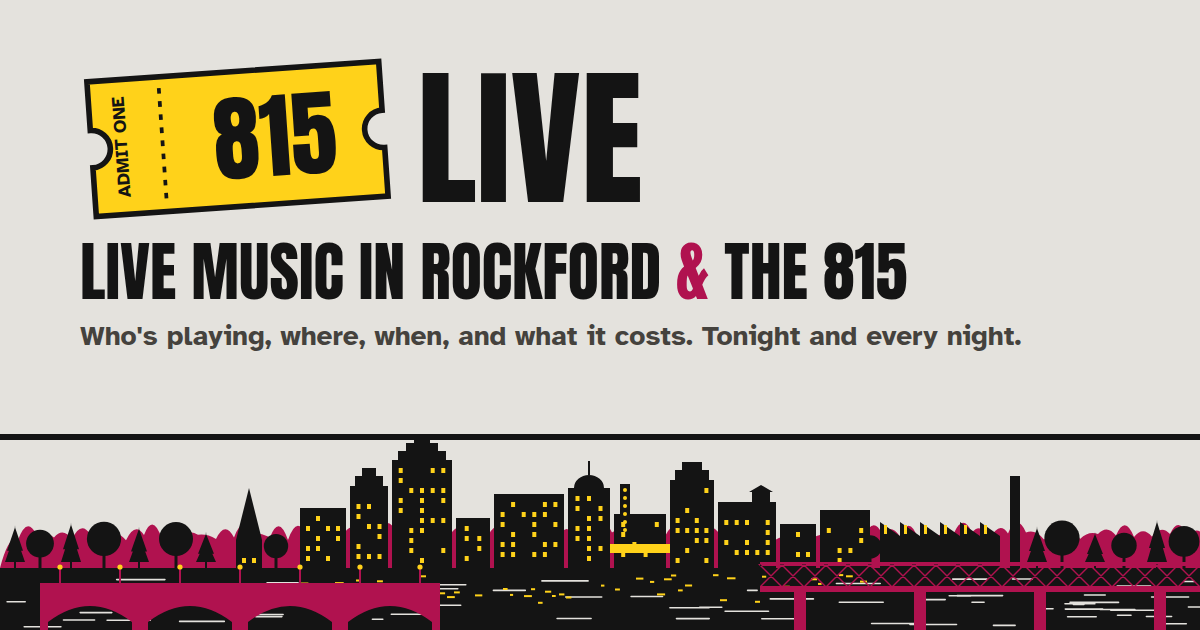 ADMIT ONE
815
LIVE
LIVE MUSIC IN ROCKFORD & THE 815
Who's playing, where, when, and what it costs. Tonight and every night.